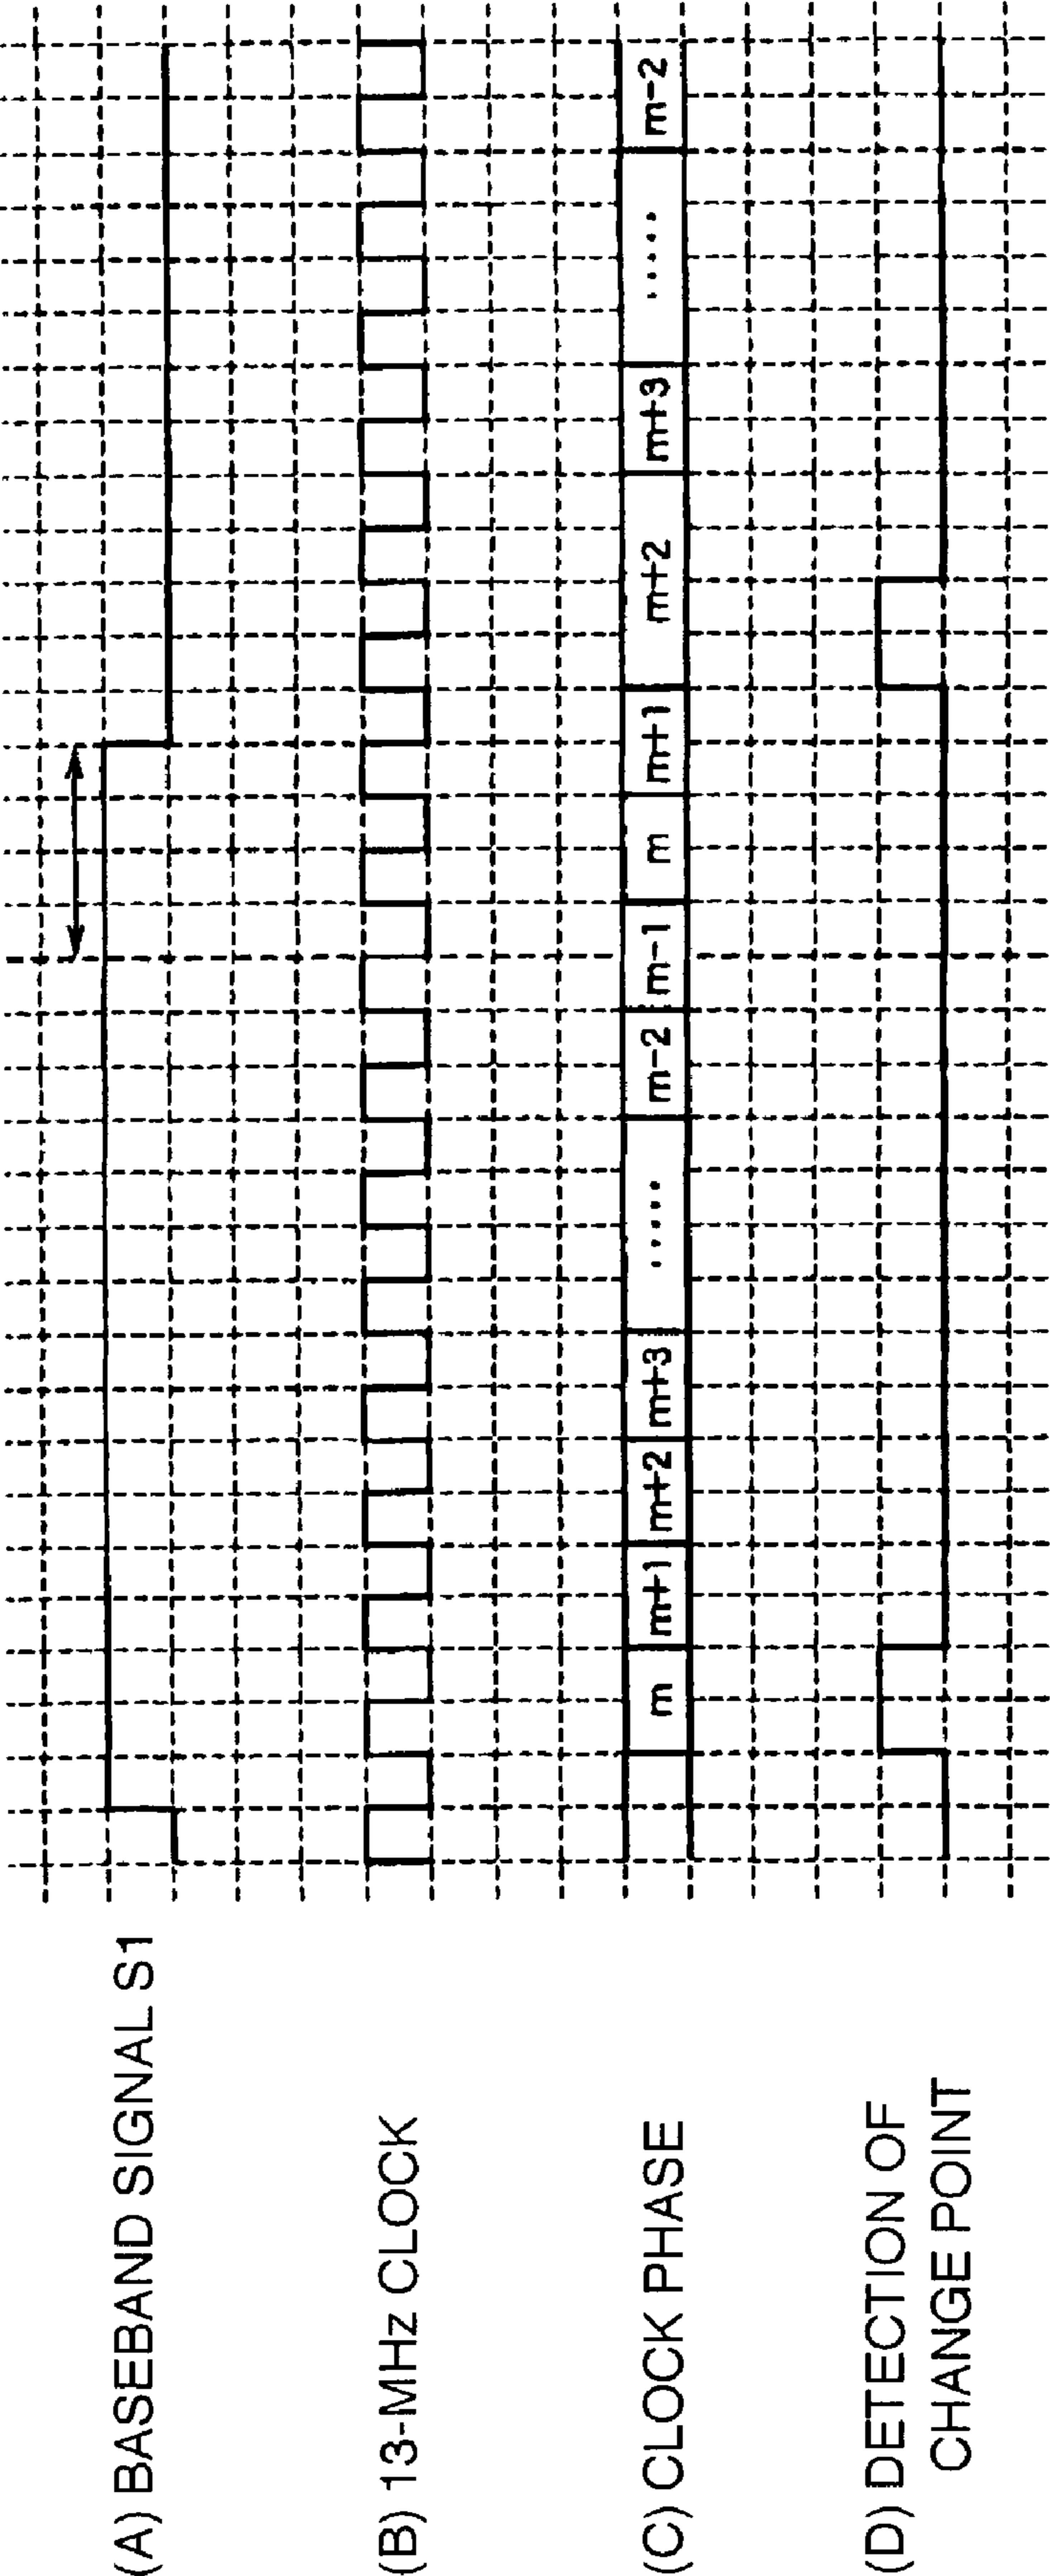 (A) BASEBAND SIGNAL S1
(B) 13-MHz CLOCK
(C) CLOCK PHASE
m m+1 m+2 m+3 ..... m-2 m-1 m m+1 m+2 m+3 ..... m-2
(D) DETECTION OF
CHANGE POINT